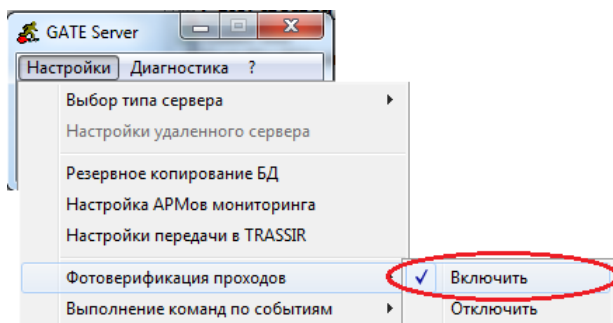 GATE Server
Настройки Диагностика ?
Выбор типа сервера
Настройки удаленного сервера
Резервное копирование БД
Настройка АРМов мониторинга
Настройки передачи в TRASSIR
Фотоверификация проходов
Включить
Выполнение команд по событиям
Отключить